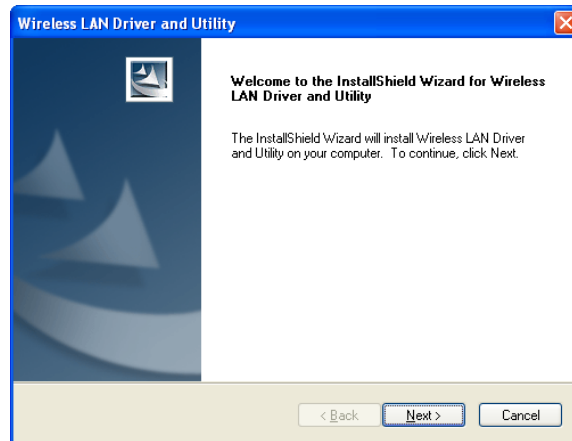 Wireless LAN Driver and Utility
Welcome to the InstallShield Wizard for Wireless
LAN Driver and Utility
The InstallShield Wizard will install Wireless LAN Driver
and Utility on your computer. To continue, click Next.
< Back
Next >
Cancel